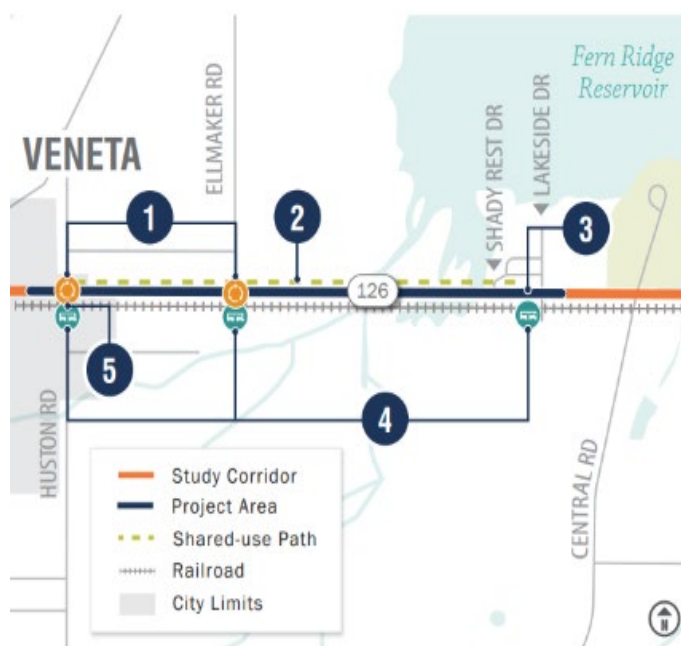 Fern Ridge
Reservoir
VENETA
ELLMAKER RD
SHADY REST DR
LAKESIDE DR
1
2
3
126
5
4
HUSTON RD
CENTRAL RD
Study Corridor
Project Area
Shared-use Path
Railroad
City Limits
N